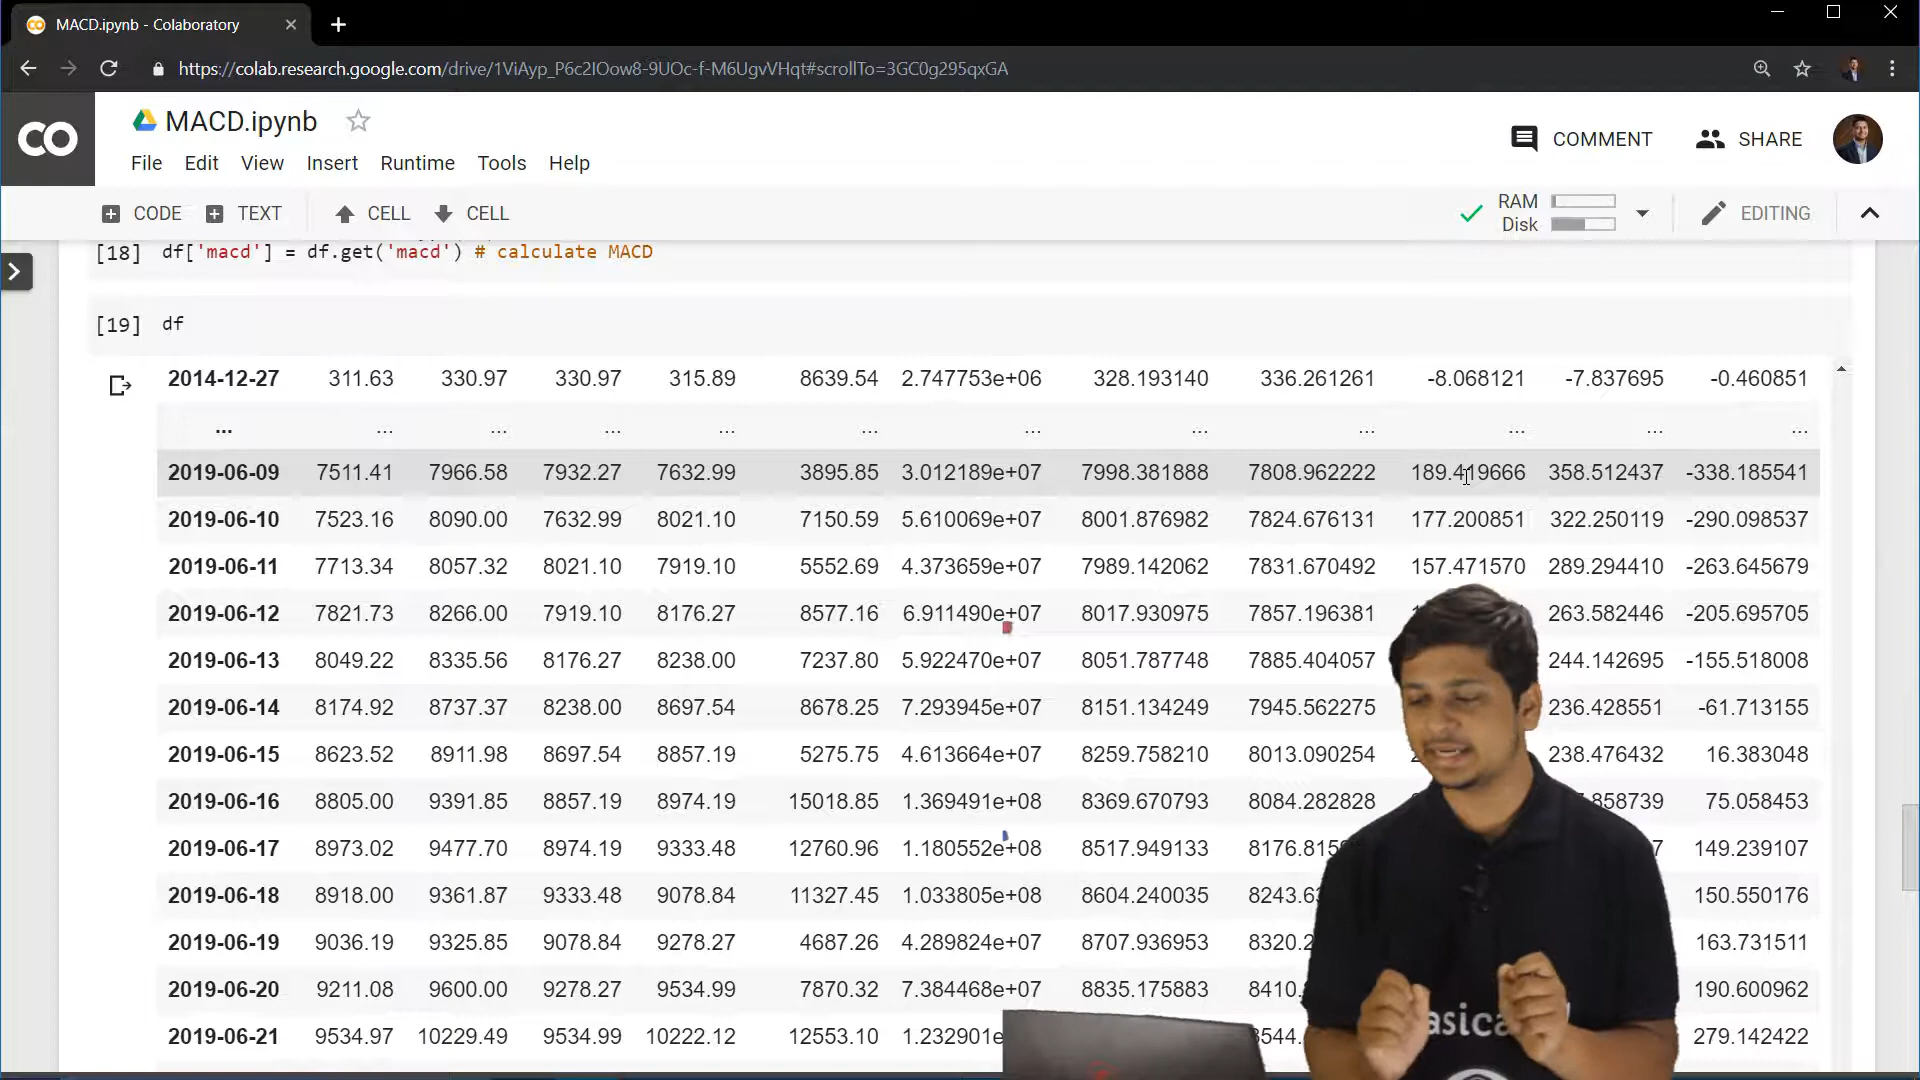 MACD.ipynb - Colaboratory
https://colab.research.google.com/drive/1ViAyp_P6c2IOow8-9UOc-f-M6UgvVHqt#scrollTo=3GC0g295qxGA
CO
MACD.ipynb
COMMENT SHARE
File Edit View Insert Runtime Tools Help
CODE TEXT CELL CELL
RAM
Disk
EDITING
[18] df['macd'] = df.get('macd') # calculate MACD
[19] df
2014-12-27 311.63 330.97 330.97 315.89 8639.54 2.747753e+06 328.193140 336.261261 -8.068121 -7.837695 -0.460851
... ... ... ... ... ... ... ... ... ... ... ...
2019-06-09 7511.41 7966.58 7932.27 7632.99 3895.85 3.012189e+07 7998.381888 7808.962222 189.419666 358.512437 -338.185541
2019-06-10 7523.16 8090.00 7632.99 8021.10 7150.59 5.610069e+07 8001.876982 7824.676131 177.200851 322.250119 -290.098537
2019-06-11 7713.34 8057.32 8021.10 7919.10 5552.69 4.373659e+07 7989.142062 7831.670492 157.471570 289.294410 -263.645679
2019-06-12 7821.73 8266.00 7919.10 8176.27 8577.16 6.911490e+07 8017.930975 7857.196381 263.582446 -205.695705
2019-06-13 8049.22 8335.56 8176.27 8238.00 7237.80 5.922470e+07 8051.787748 7885.404057 244.142695 -155.518008
2019-06-14 8174.92 8737.37 8238.00 8697.54 8678.25 7.293945e+07 8151.134249 7945.562275 236.428551 -61.713155
2019-06-15 8623.52 8911.98 8697.54 8857.19 5275.75 4.613664e+07 8259.758210 8013.090254 238.476432 16.383048
2019-06-16 8805.00 9391.85 8857.19 8974.19 15018.85 1.369491e+08 8369.670793 8084.282828 .858739 75.058453
2019-06-17 8973.02 9477.70 8974.19 9333.48 12760.96 1.180552e+08 8517.949133 8176.815 7 149.239107
2019-06-18 8918.00 9361.87 9333.48 9078.84 11327.45 1.033805e+08 8604.240035 8243.6 150.550176
2019-06-19 9036.19 9325.85 9078.84 9278.27 4687.26 4.289824e+07 8707.936953 8320.2 163.731511
2019-06-20 9211.08 9600.00 9278.27 9534.99 7870.32 7.384468e+07 8835.175883 8410. 190.600962
2019-06-21 9534.97 10229.49 9534.99 10222.12 12553.10 1.232901e 544. 279.142422
asica